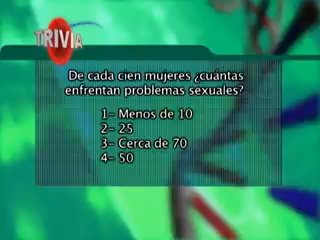 TRIVIA
De cada cien mujeres ¿cuántas
enfrentan problemas sexuales?
1- Menos de 10
2- 25
3- Cerca de 70
4- 50